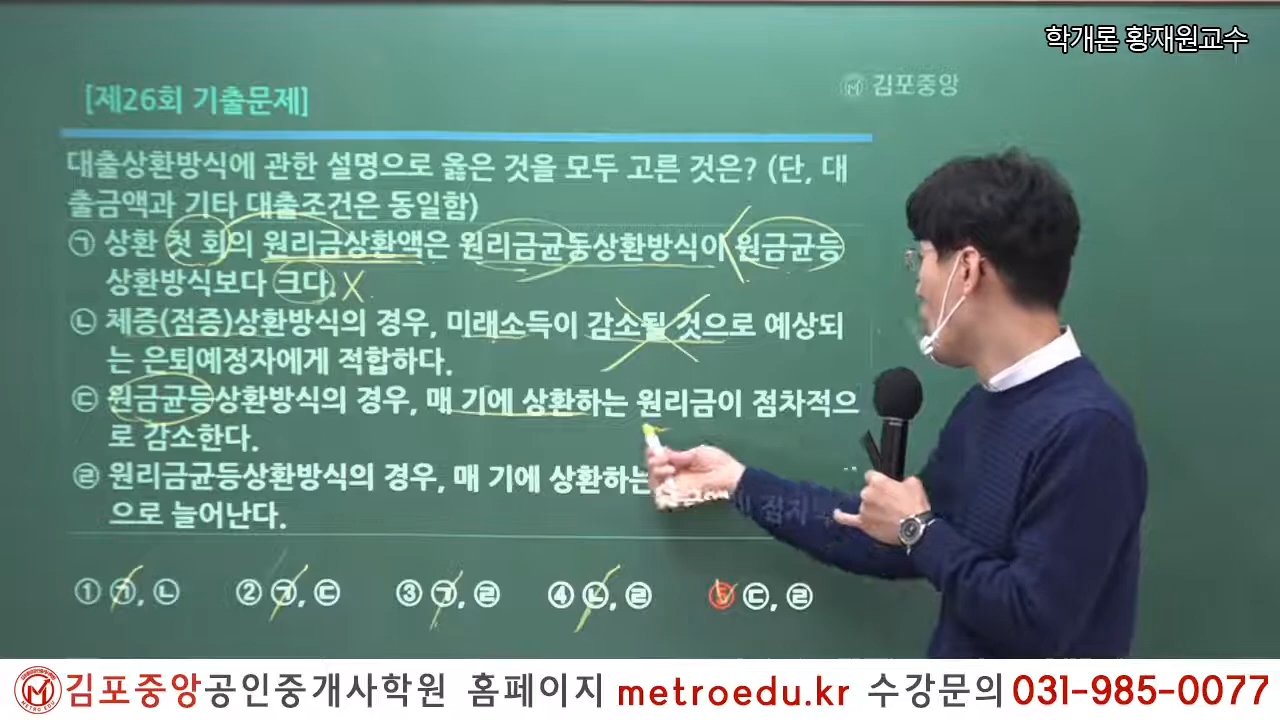 학개론 황재원교수
김포중앙
[제26회 기출문제]
대출상환방식에 관한 설명으로 옳은 것을 모두 고른 것은? (단, 대
출금액과 기타 대출조건은 동일함)
㉠ 상환 첫 회의 원리금상환액은 원리금균등상환방식이 원금균등
상환방식보다 크다. X
㉡ 체증(점증)상환방식의 경우, 미래소득이 감소될 것으로 예상되
는 은퇴예정자에게 적합하다.
㉢ 원금균등상환방식의 경우, 매 기에 상환하는 원리금이 점차적으
로 감소한다.
㉣ 원리금균등상환방식의 경우, 매 기에 상환하는
으로 늘어난다.
① ㉠, ㉡ ② ㉠, ㉢ ③ ㉠, ㉣ ④ ㉡, ㉣ ⑤ ㉢, ㉣
김포중앙공인중개사학원 홈페이지 metroedu.kr 수강문의 031-985-0077